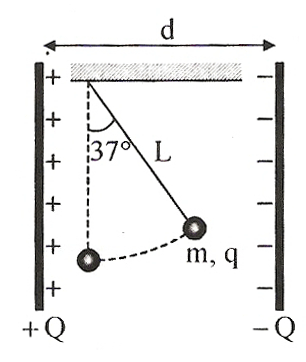 d
+ −
+ −
37° L
+ −
+ −
+ m, q −
+ −
+Q −Q